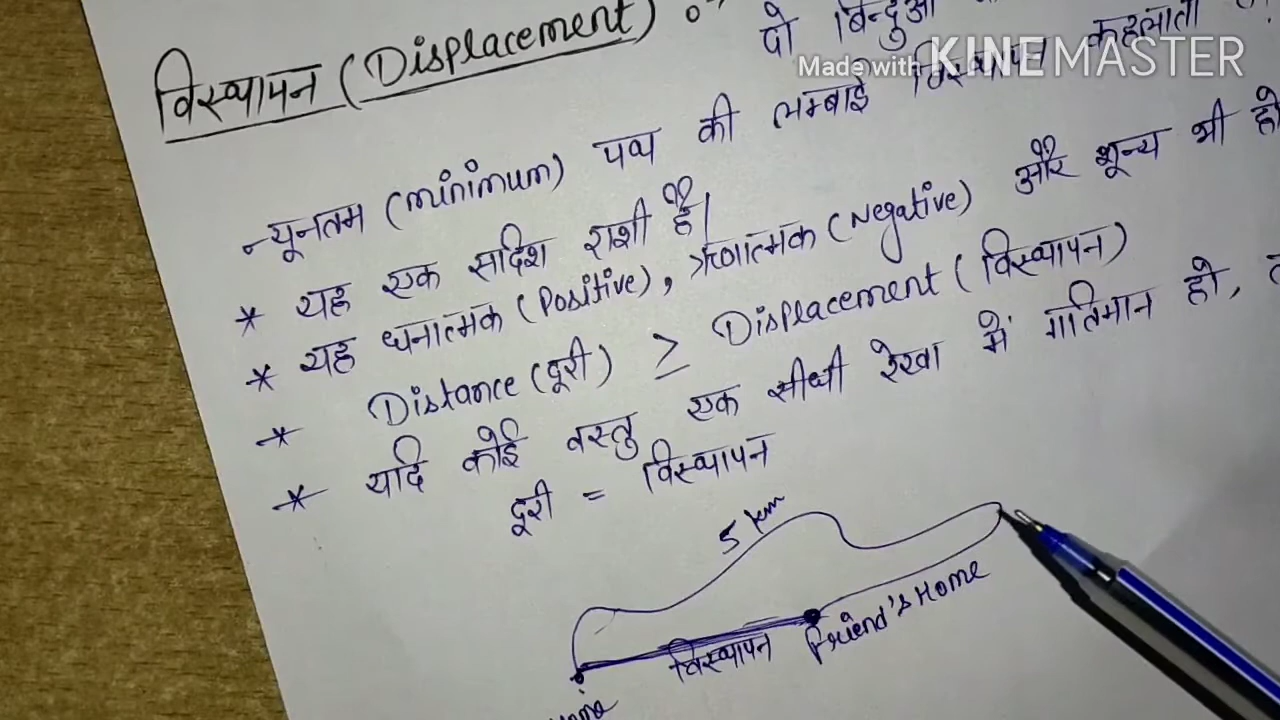 विस्थापन (Displacement) :- दो बिन्दुओं
Made with KINEMASTER
न्यूनतम (minimum) पथ की लम्बाई विस्थापन कहलाता
* यह एक सदिश राशी है।
* यह धनात्मक (Positive), ऋणात्मक (Negative) और शून्य भी हो
* Distance (दूरी) ≥ Displacement (विस्थापन)
* यदि कोई वस्तु एक सीधी रेखा में गतिमान हो,
दूरी = विस्थापन
5 km
विस्थापन
Friend's Home